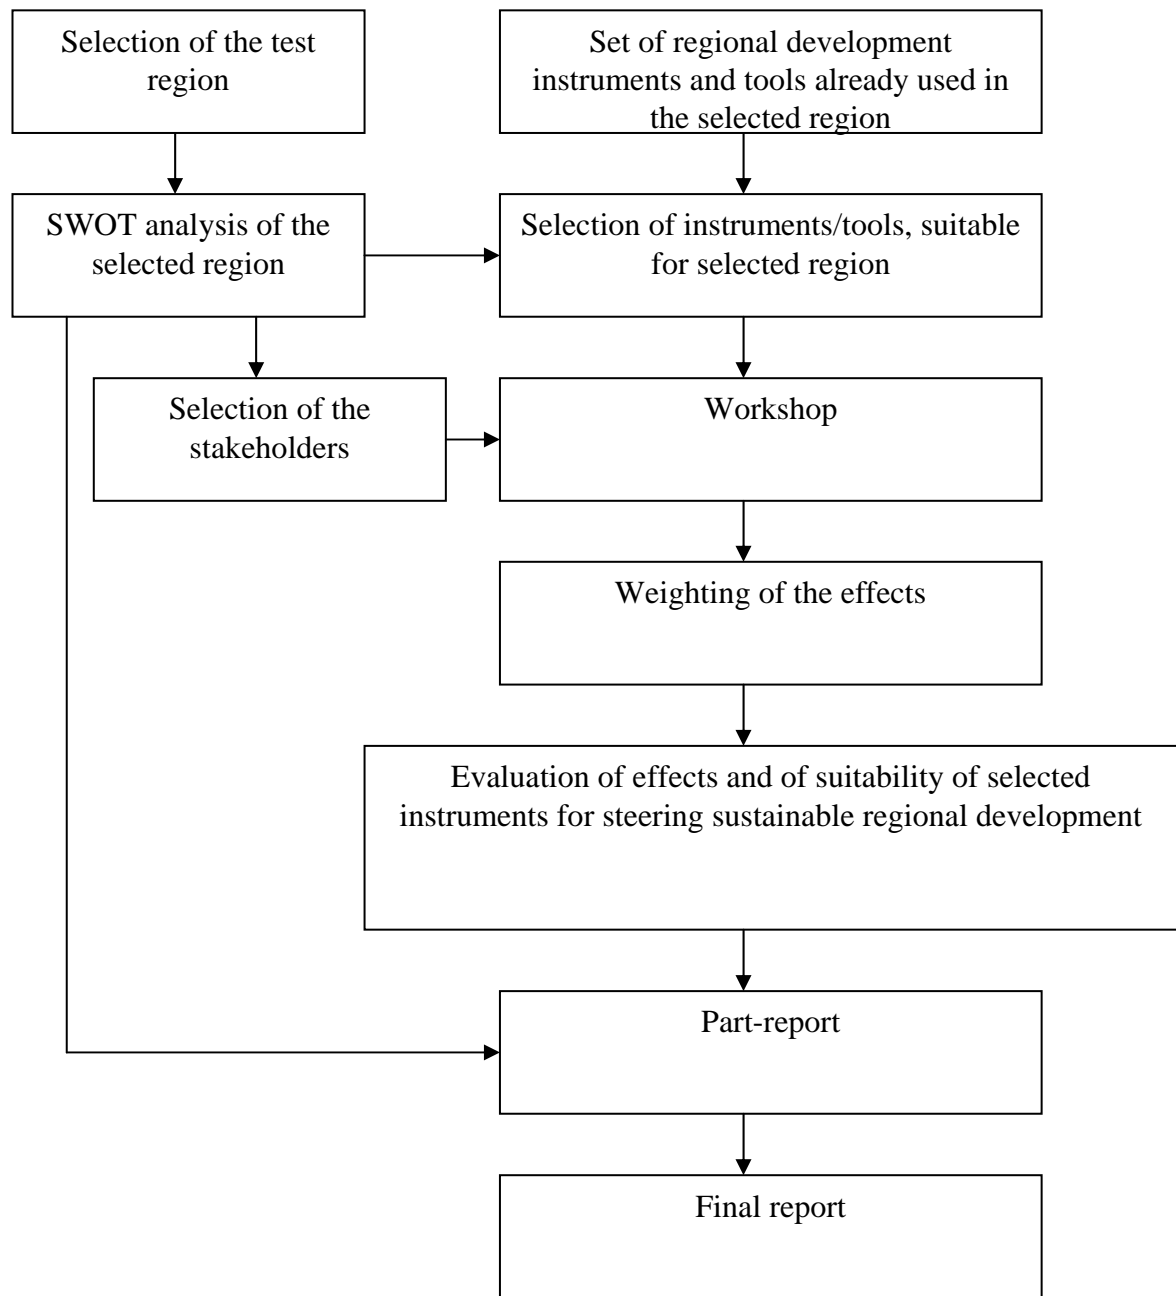 Selection of the test
region
Set of regional development
instruments and tools already used in
the selected region
SWOT analysis of the
selected region
Selection of instruments/tools, suitable
for selected region
Selection of the
stakeholders
Workshop
Weighting of the effects
Evaluation of effects and of suitability of selected
instruments for steering sustainable regional development
Part-report
Final report